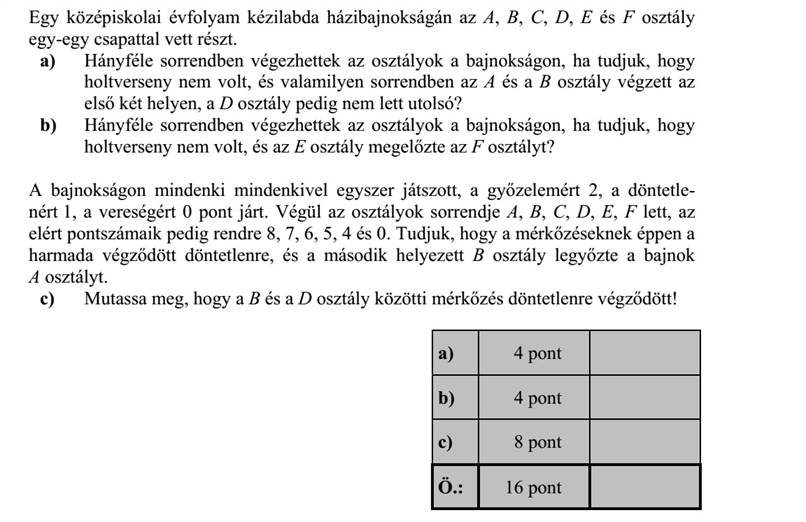 Egy középiskolai évfolyam kézilabda házibajnokságán az A, B, C, D, E és F osztály
egy-egy csapattal vett részt.
a) Hányféle sorrendben végezhettek az osztályok a bajnokságon, ha tudjuk, hogy
holtverseny nem volt, és valamilyen sorrendben az A és a B osztály végzett az
első két helyen, a D osztály pedig nem lett utolsó?
b) Hányféle sorrendben végezhettek az osztályok a bajnokságon, ha tudjuk, hogy
holtverseny nem volt, és az E osztály megelőzte az F osztályt?
A bajnokságon mindenki mindenkivel egyszer játszott, a győzelemért 2, a döntetle-
nért 1, a vereségért 0 pont járt. Végül az osztályok sorrendje A, B, C, D, E, F lett, az
elért pontszámaik pedig rendre 8, 7, 6, 5, 4 és 0. Tudjuk, hogy a mérkőzéseknek éppen a
harmada végződött döntetlenre, és a második helyezett B osztály legyőzte a bajnok
A osztályt.
c) Mutassa meg, hogy a B és a D osztály közötti mérkőzés döntetlenre végződött!
a) 4 pont
b) 4 pont
c) 8 pont
Ö.: 16 pont